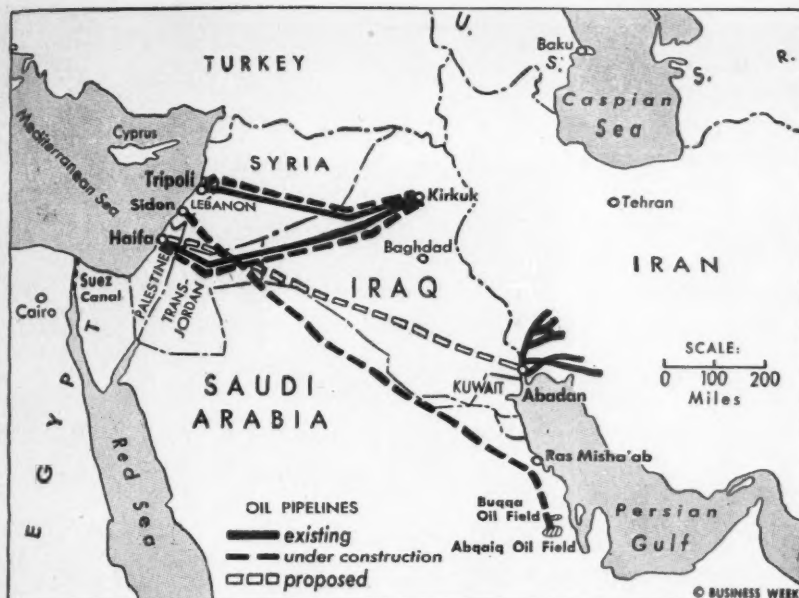 U.
Baku
S.
S.
R.
TURKEY
Caspian
Sea
Mediterranean Sea
Cyprus
SYRIA
Tripoli
LEBANON
Kirkuk
Sidon
Tehran
Haifa
Baghdad
IRAN
Suez
Canal
PALESTINE
TRANS-
JORDAN
IRAQ
Cairo
SCALE:
0 100 200
Miles
KUWAIT
Abadan
SAUDI
ARABIA
EGYPT
Red Sea
Ras Misha'ab
Buqqa
Oil Field
Abqaiq Oil Field
Persian
Gulf
OIL PIPELINES
existing
under construction
proposed
© BUSINESS WEEK